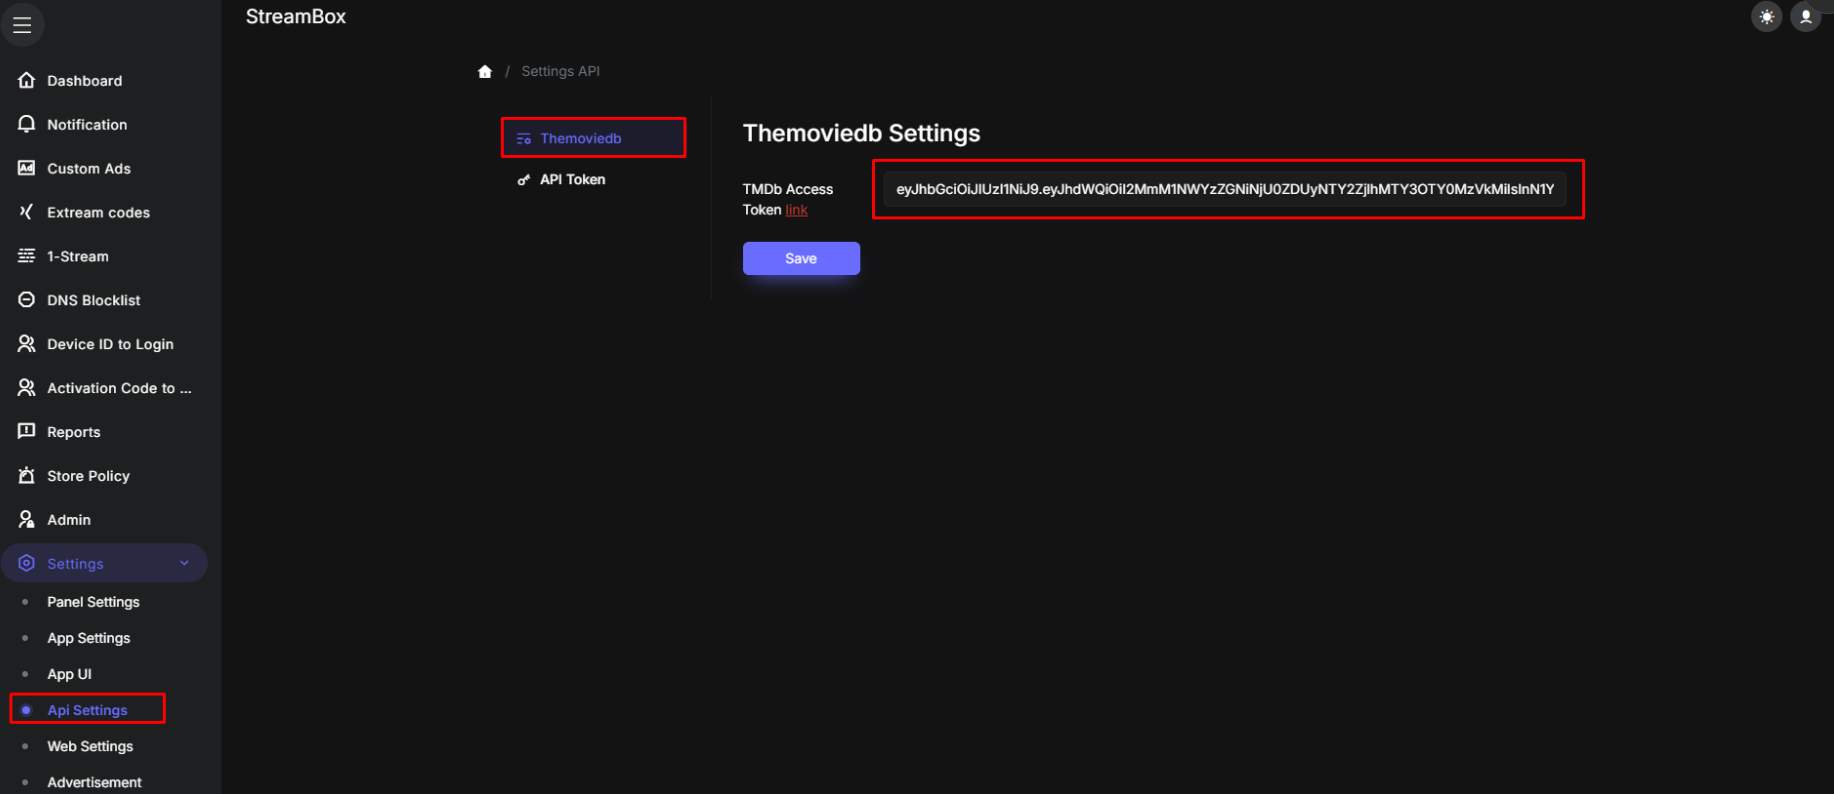 StreamBox
Dashboard
Notification
Custom Ads
Extream codes
1-Stream
DNS Blocklist
Device ID to Login
Activation Code to ...
Reports
Store Policy
Admin
Settings
Panel Settings
App Settings
App UI
Api Settings
Web Settings
Advertisement
/ Settings API
Themoviedb
API Token
Themoviedb Settings
TMDb Access
Token link
Save